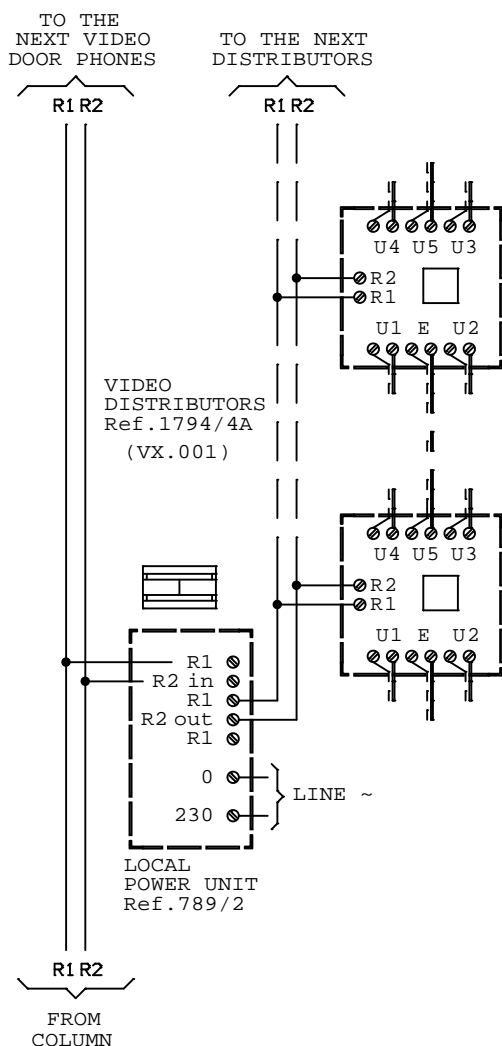 TO THE
NEXT VIDEO
DOOR PHONES
R1 R2
TO THE NEXT
DISTRIBUTORS
R1 R2
U4 U5 U3
R2
R1
U1 E U2
VIDEO
DISTRIBUTORS
Ref.1794/4A
(VX.001)
U4 U5 U3
R2
R1
U1 E U2
R1
R2 in
R1
R2 out
R1
0
230
LINE ~
LOCAL
POWER UNIT
Ref.789/2
R1 R2
FROM
COLUMN